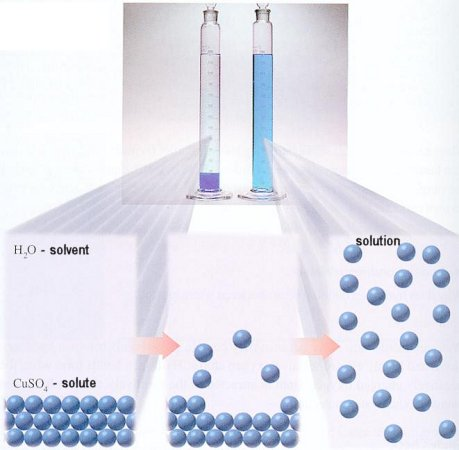 H₂O - solvent
solution
CuSO₄ - solute